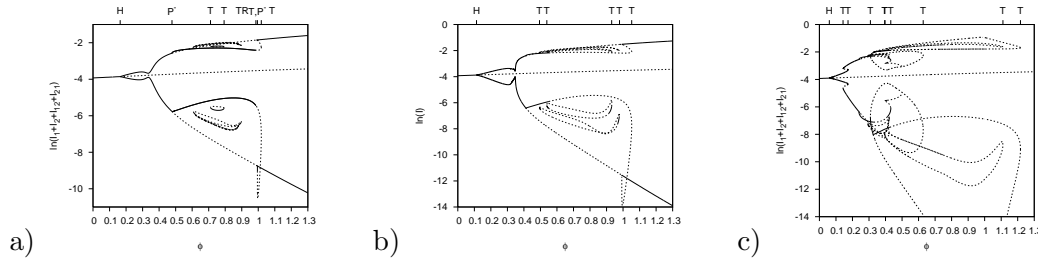 H P⁻ T T TR T,P⁻ T
-2
-4
ln(I₁+I₂+I₁₂+I₂₁)
-6
-8
-10
0 0.1 0.2 0.3 0.4 0.5 0.6 0.7 0.8 0.9 1 1.1 1.2 1.3
a)
ϕ
H T T T T T
0
-2
-4
ln(I)
-6
-8
-10
-12
-14
0 0.1 0.2 0.3 0.4 0.5 0.6 0.7 0.8 0.9 1 1.1 1.2 1.3
b)
ϕ
H T T T T T T T T
0
-2
-4
ln(I₁+I₂+I₁₂+I₂₁)
-6
-8
-10
-12
-14
0 0.1 0.2 0.3 0.4 0.5 0.6 0.7 0.8 0.9 1 1.1 1.2 1.3
c)
ϕ